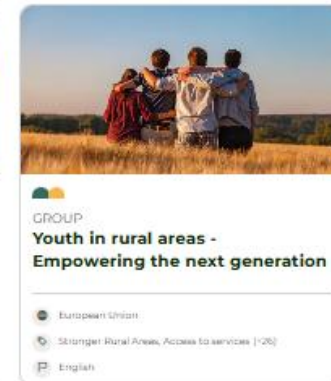 GROUP
Youth in rural areas -
Empowering the next generation
European Union
Stronger Rural Areas, Access to services (+26)
English